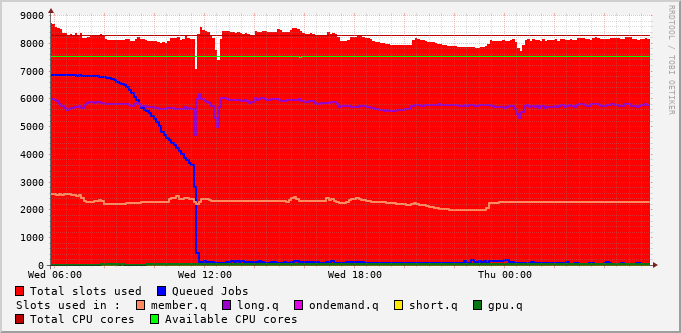 9000
8000
7000
6000
5000
4000
3000
2000
1000
0
Wed 06:00 Wed 12:00 Wed 18:00 Thu 00:00
RRDTOOL / TOBI OETIKER
Total slots used Queued Jobs
Slots used in : member.q long.q ondemand.q short.q gpu.q
Total CPU cores Available CPU cores